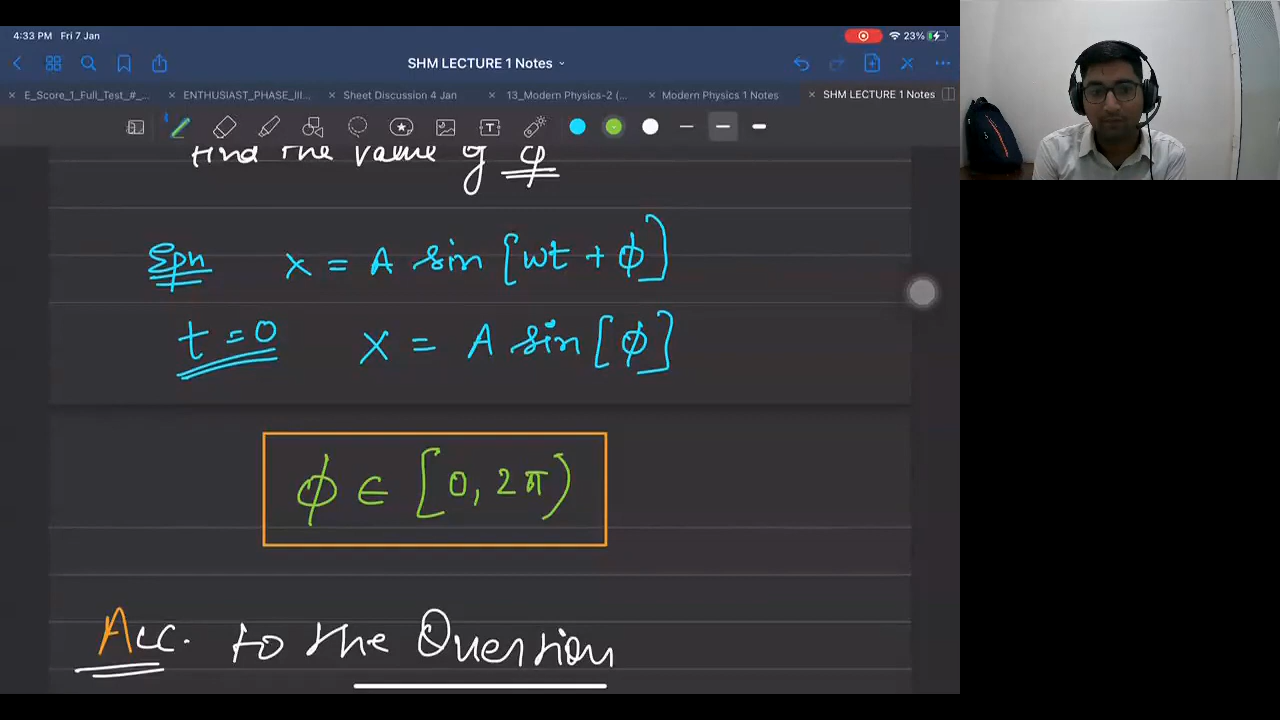 4:33 PM Fri 7 Jan
23%
SHM LECTURE 1 Notes
E_Score_1_Full_Test_#_...
ENTHUSIAST_PHASE_III...
Sheet Discussion 4 Jan
13_Modern Physics-2 (...
Modern Physics 1 Notes
SHM LECTURE 1 Notes
find the value of φ
Eqn x = A sin [wt + ϕ]
t = 0 x = A sin [ϕ]
ϕ ∈ [0, 2π)
Acc. to the Question